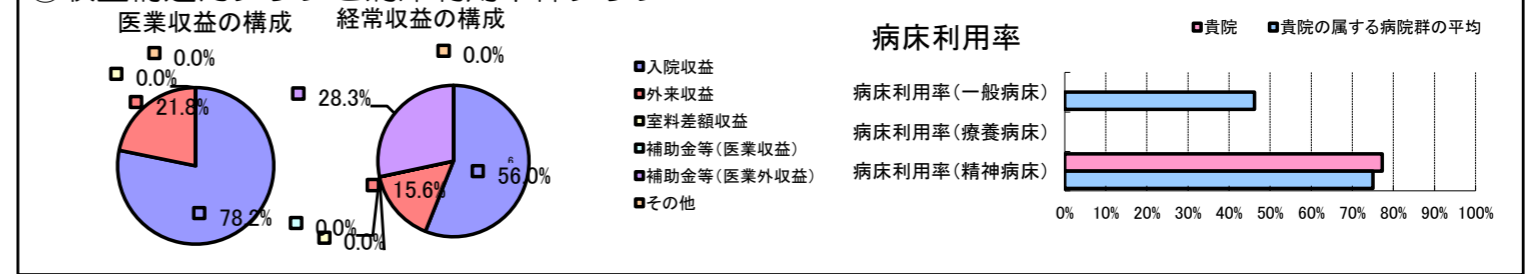 医業収益の構成
0.0%
0.0%
21.8%
78.2%
経常収益の構成
0.0%
28.3%
56.0%
15.6%
0.0%
0.0%
入院収益
外来収益
室料差額収益
補助金等(医業収益)
補助金等(医業外収益)
その他
病床利用率
貴院 貴院の属する病院群の平均
病床利用率(一般病床)
病床利用率(療養病床)
病床利用率(精神病床)
0% 10% 20% 30% 40% 50% 60% 70% 80% 90% 100%